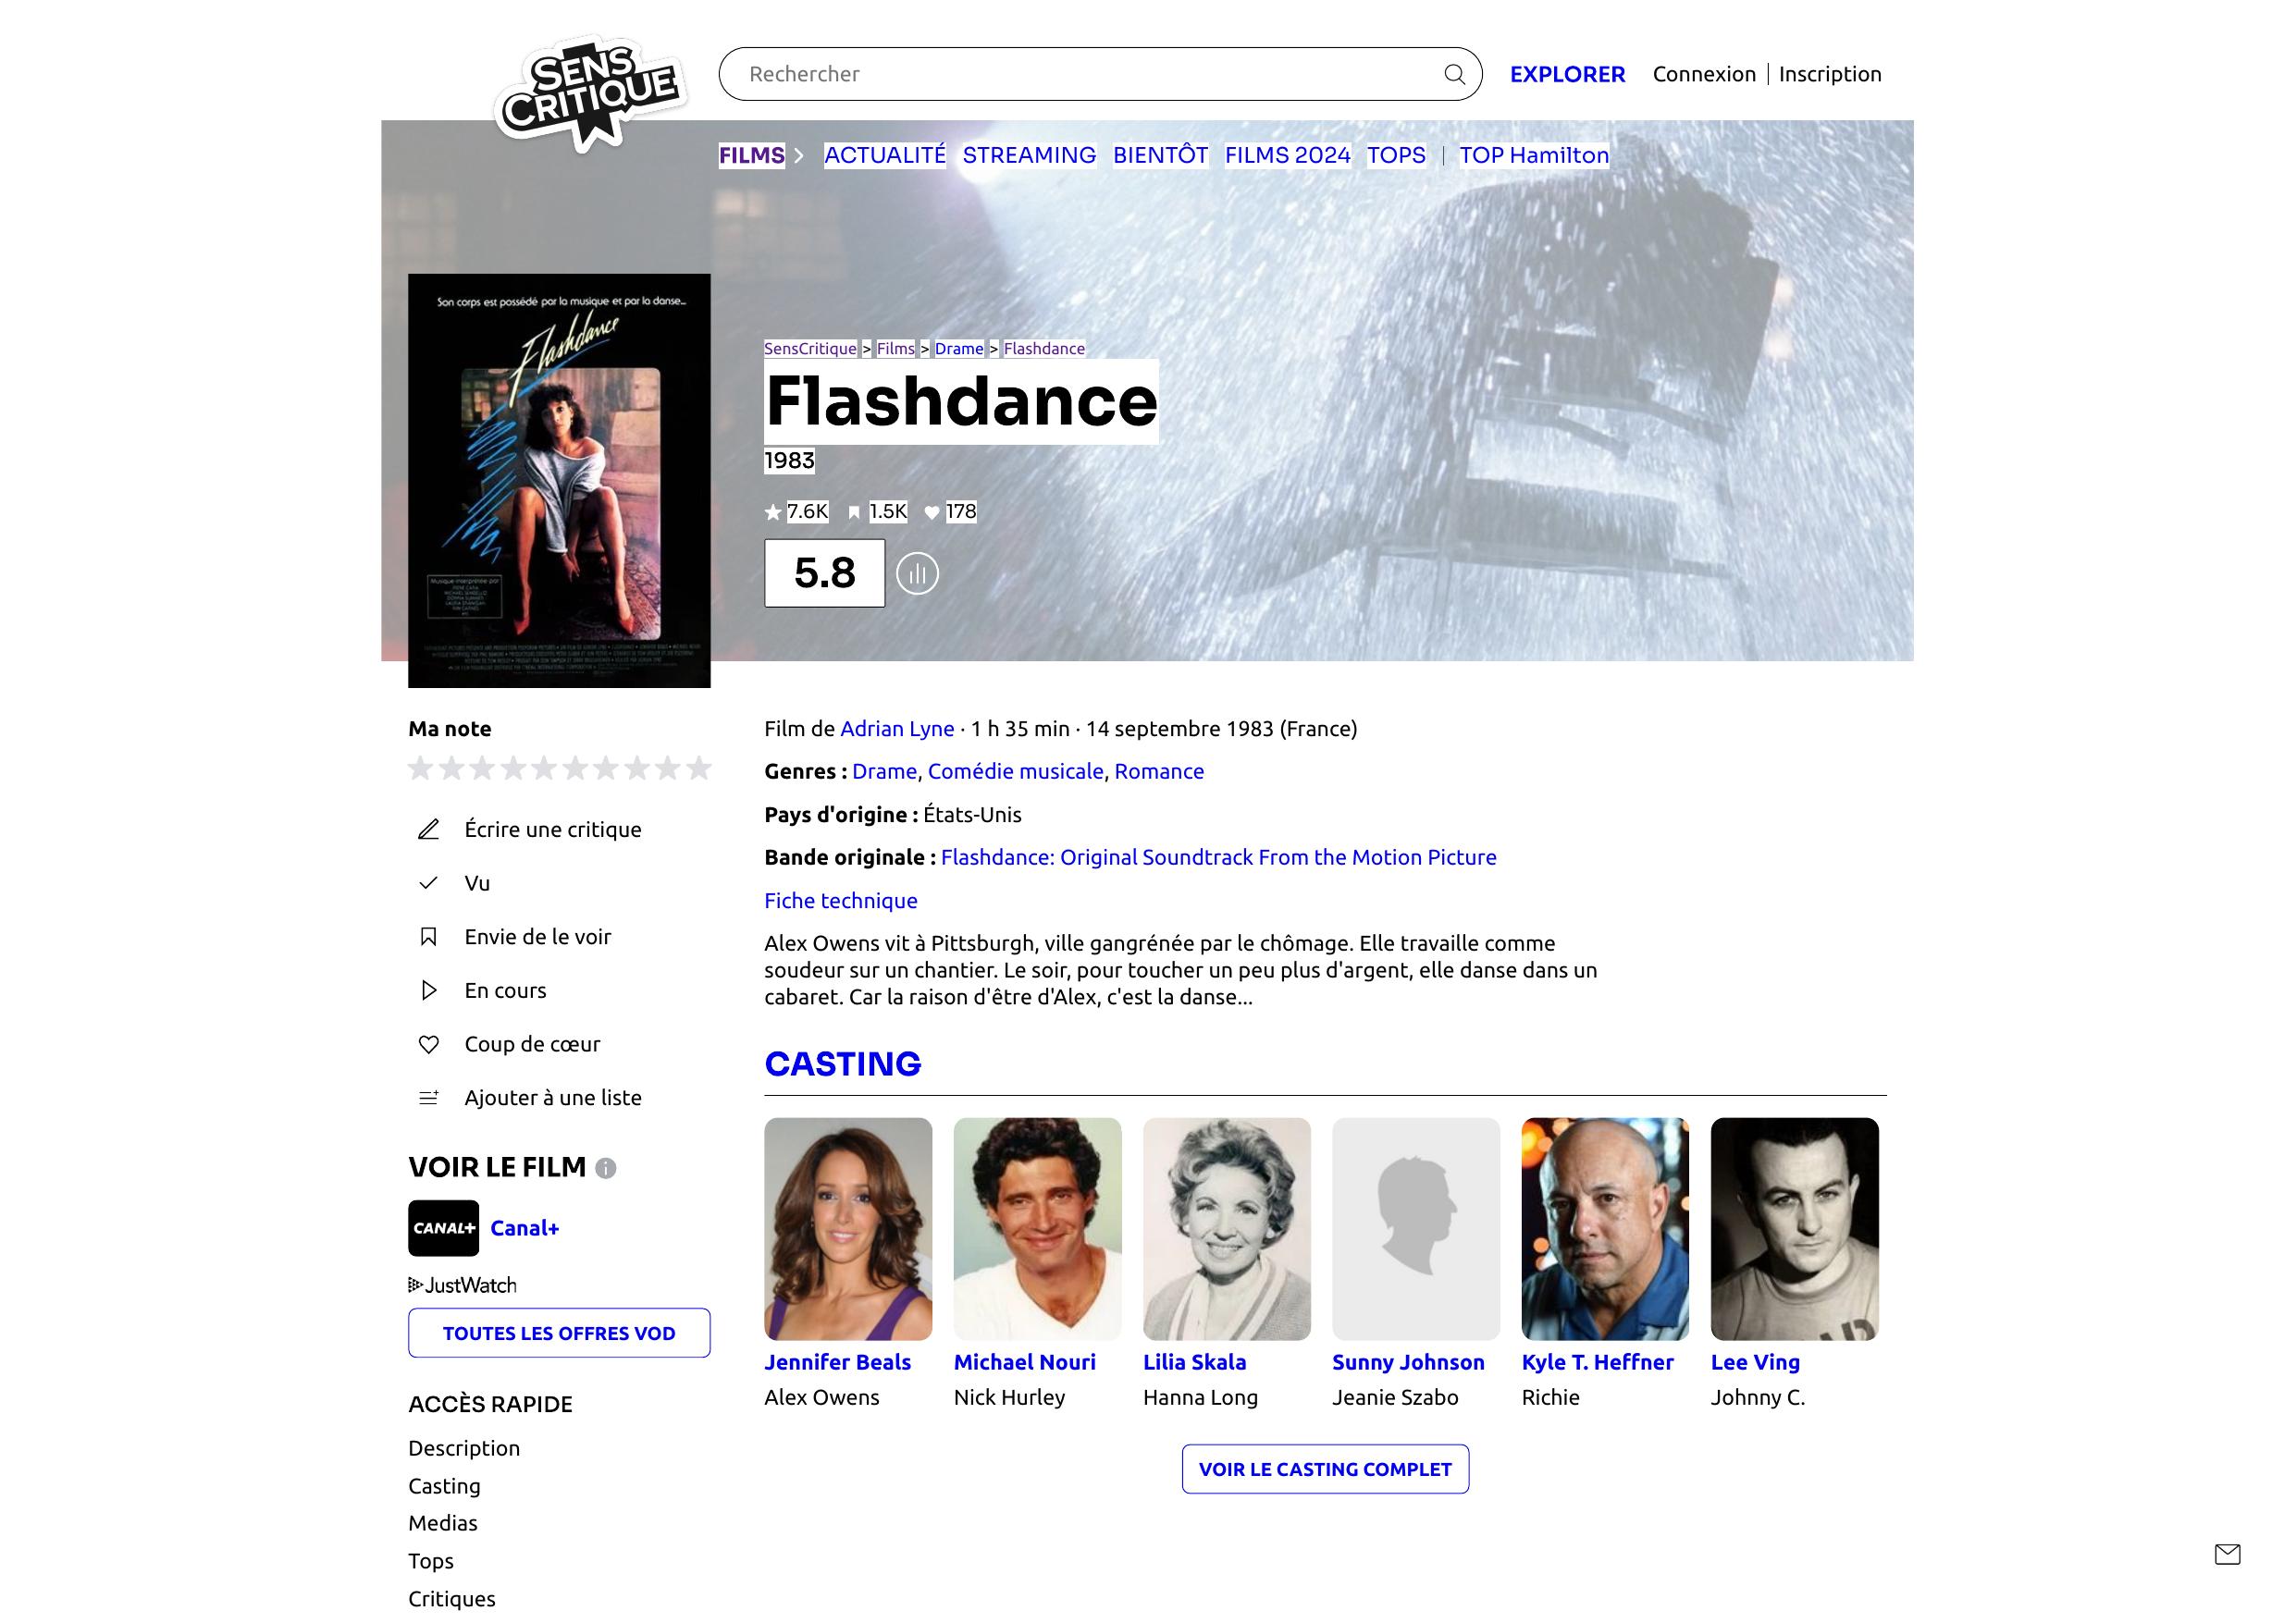 SENS
CRITIQUE
Rechercher
EXPLORER
Connexion | Inscription
FILMS
ACTUALITÉ STREAMING BIENTÔT FILMS 2024 TOPS | TOP Hamilton
Son corps est possédé par la musique et par la danse...
Flashdance
SensCritique > Films > Drame > Flashdance
Flashdance
1983
7.6K 1.5K 178
5.8
Ma note
Écrire une critique
Vu
Envie de le voir
En cours
Coup de cœur
Ajouter à une liste
VOIR LE FILM
CANAL+ Canal+
JustWatch
TOUTES LES OFFRES VOD
ACCÈS RAPIDE
Description
Casting
Medias
Tops
Critiques
Film de Adrian Lyne · 1 h 35 min · 14 septembre 1983 (France)
Genres : Drame, Comédie musicale, Romance
Pays d'origine : États-Unis
Bande originale : Flashdance: Original Soundtrack From the Motion Picture
Fiche technique
Alex Owens vit à Pittsburgh, ville gangrénée par le chômage. Elle travaille comme
soudeur sur un chantier. Le soir, pour toucher un peu plus d'argent, elle danse dans un
cabaret. Car la raison d'être d'Alex, c'est la danse...
CASTING
Jennifer Beals
Alex Owens
Michael Nouri
Nick Hurley
Lilia Skala
Hanna Long
Sunny Johnson
Jeanie Szabo
Kyle T. Heffner
Richie
Lee Ving
Johnny C.
VOIR LE CASTING COMPLET